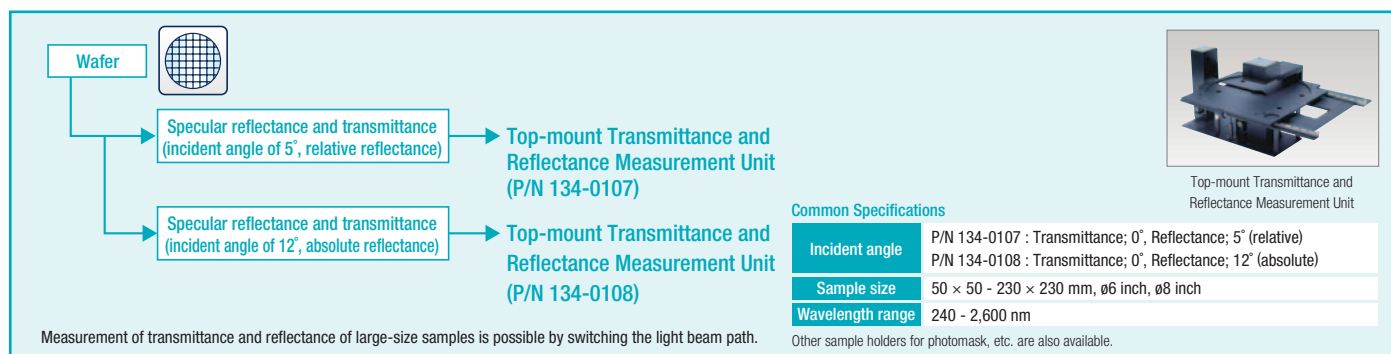 Wafer
Specular reflectance and transmittance
(incident angle of 5˚, relative reflectance)
Top-mount Transmittance and
Reflectance Measurement Unit
(P/N 134-0107)
Specular reflectance and transmittance
(incident angle of 12˚, absolute reflectance)
Top-mount Transmittance and
Reflectance Measurement Unit
(P/N 134-0108)
Measurement of transmittance and reflectance of large-size samples is possible by switching the light beam path.
Top-mount Transmittance and
Reflectance Measurement Unit
Common Specifications
Incident angle
P/N 134-0107 : Transmittance; 0˚, Reflectance; 5˚ (relative)
P/N 134-0108 : Transmittance; 0˚, Reflectance; 12˚ (absolute)
Sample size 50 × 50 - 230 × 230 mm, ø6 inch, ø8 inch
Wavelength range 240 - 2,600 nm
Other sample holders for photomask, etc. are also available.